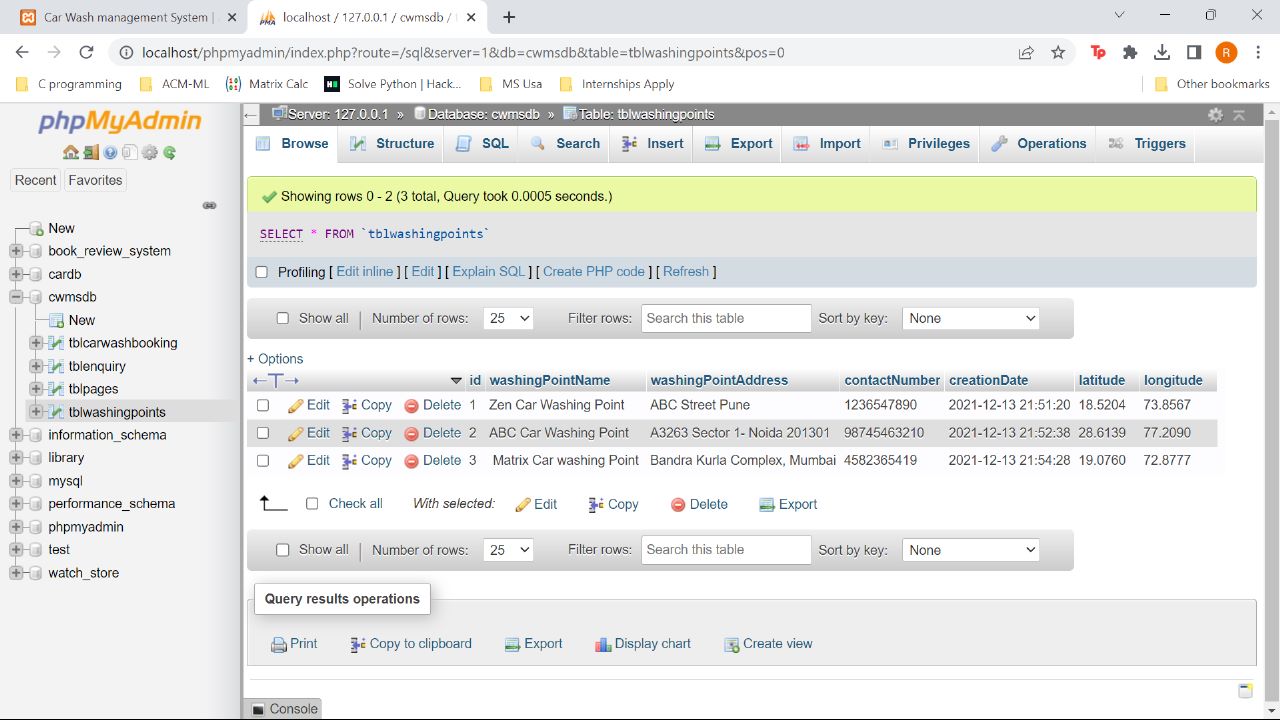 Car Wash management System |
localhost / 127.0.0.1 / cwmsdb / t
localhost/phpmyadmin/index.php?route=/sql&server=1&db=cwmsdb&table=tblwashingpoints&pos=0
Tp
R
C programming
ACM-ML
Matrix Calc
Solve Python | Hack...
MS Usa
Internships Apply
Other bookmarks
phpMyAdmin
Recent Favorites
New
book_review_system
cardb
cwmsdb
New
tblcarwashbooking
tblenquiry
tblpages
tblwashingpoints
information_schema
library
mysql
performance_schema
phpmyadmin
test
watch_store
Server: 127.0.0.1 » Database: cwmsdb » Table: tblwashingpoints
Browse Structure SQL Search Insert Export Import Privileges Operations Triggers
Showing rows 0 - 2 (3 total, Query took 0.0005 seconds.)
SELECT * FROM `tblwashingpoints`
Profiling [ Edit inline ] [ Edit ] [ Explain SQL ] [ Create PHP code ] [ Refresh ]
Show all | Number of rows: 25 Filter rows: Search this table Sort by key: None
+ Options
←T→ id washingPointName washingPointAddress contactNumber creationDate latitude longitude
Edit Copy Delete 1 Zen Car Washing Point ABC Street Pune 1236547890 2021-12-13 21:51:20 18.5204 73.8567
Edit Copy Delete 2 ABC Car Washing Point A3263 Sector 1- Noida 201301 98745463210 2021-12-13 21:52:38 28.6139 77.2090
Edit Copy Delete 3 Matrix Car washing Point Bandra Kurla Complex, Mumbai 4582365419 2021-12-13 21:54:28 19.0760 72.8777
Check all With selected: Edit Copy Delete Export
Show all | Number of rows: 25 Filter rows: Search this table Sort by key: None
Query results operations
Print Copy to clipboard Export Display chart Create view
Console